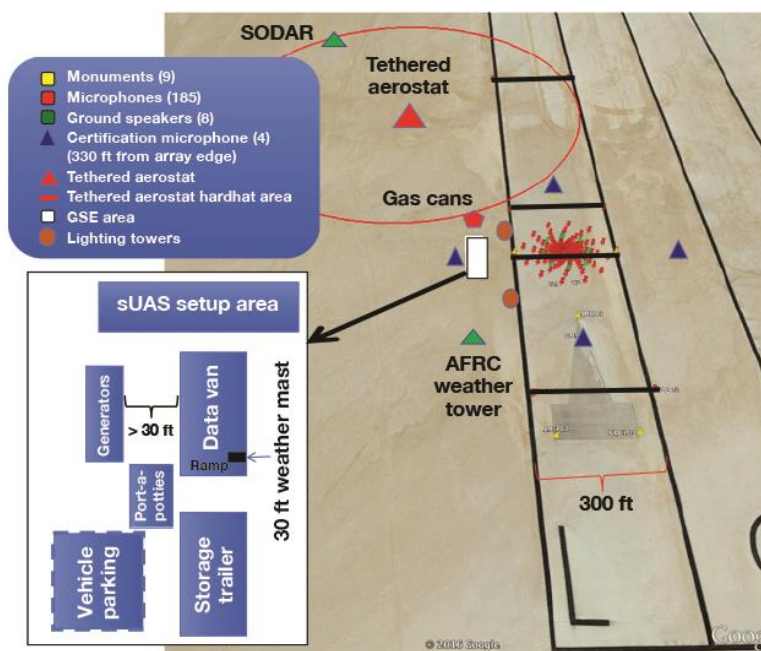 SODAR
Tethered
aerostat
Monuments (9)
Microphones (185)
Ground speakers (8)
Certification microphone (4)
(330 ft from array edge)
Tethered aerostat
Tethered aerostat hardhat area
GSE area
Lighting towers
Gas cans
AFRC
weather
tower
300 ft
sUAS setup area
Generators
> 30 ft
Data van
Ramp
30 ft weather mast
Port-a-
potties
Vehicle
parking
Storage
trailer
© 2016 Google